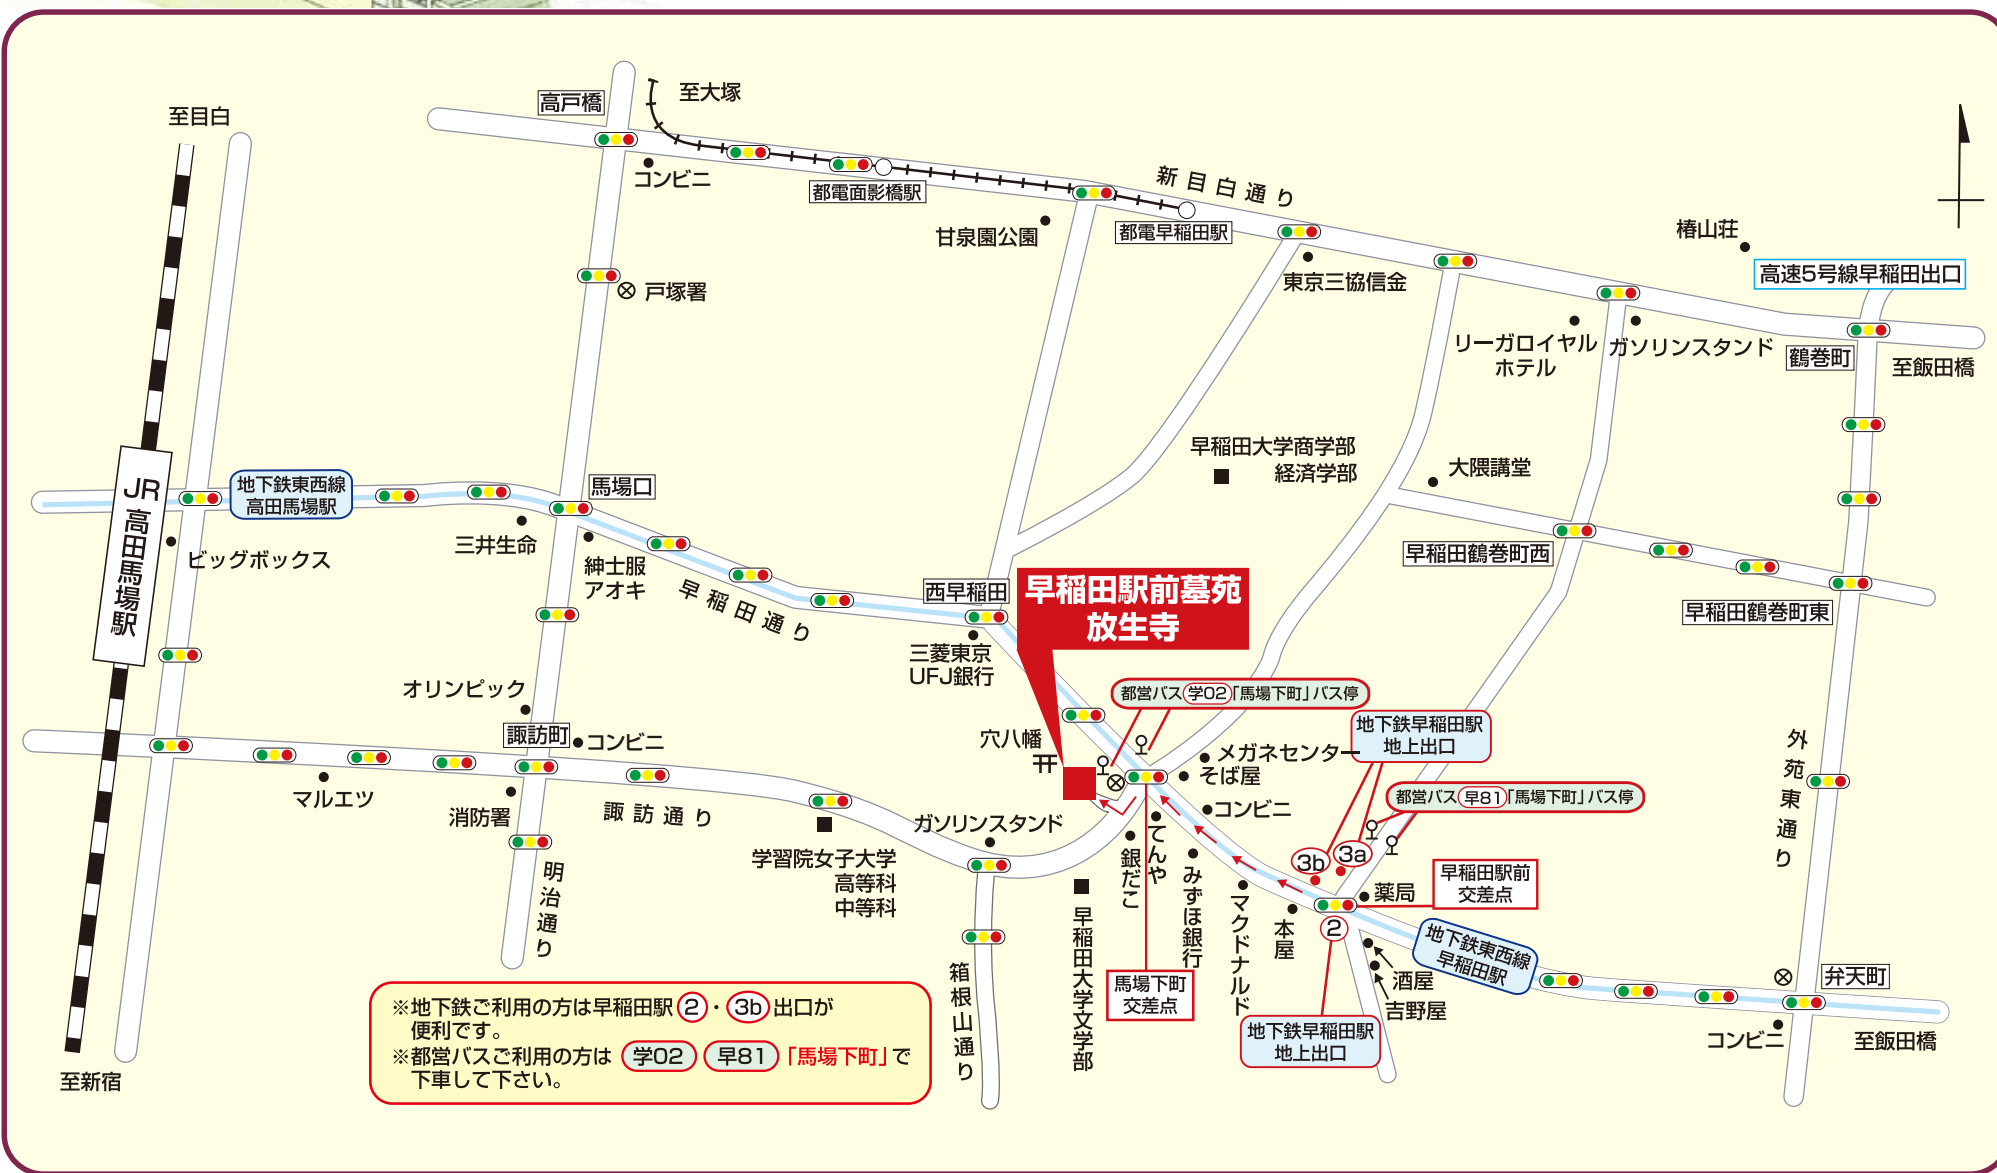 至目白
高戸橋
至大塚
コンビニ
都電面影橋駅
新目白通り
甘泉園公園
都電早稲田駅
椿山荘
高速5号線早稲田出口
戸塚署
東京三協信金
リーガロイヤル
ホテル
ガソリンスタンド
鶴巻町
至飯田橋
JR高田馬場駅
地下鉄東西線
高田馬場駅
馬場口
早稲田大学商学部
経済学部
大隈講堂
ビッグボックス
三井生命
紳士服
アオキ
早稲田通り
西早稲田
早稲田駅前墓苑
放生寺
早稲田鶴巻町西
早稲田鶴巻町東
三菱東京
UFJ銀行
オリンピック
諏訪町
コンビニ
都営バス 学02 「馬場下町」バス停
地下鉄早稲田駅
地上出口
穴八幡
メガネセンター
そば屋
外苑東通り
マルエツ
消防署
諏訪通り
コンビニ
都営バス 早81 「馬場下町」バス停
ガソリンスタンド
学習院女子大学
高等科
中等科
明治通り
銀だこ
てんや
みずほ銀行
マクドナルド
本屋
3b
3a
薬局
早稲田駅前
交差点
2
地下鉄東西線
早稲田駅
早稲田大学文学部
箱根山通り
馬場下町
交差点
酒屋
吉野屋
弁天町
コンビニ
至飯田橋
地下鉄早稲田駅
地上出口
至新宿
※地下鉄ご利用の方は早稲田駅 2 ・ 3b 出口が
便利です。
※都営バスご利用の方は 学02 早81 「馬場下町」で
下車して下さい。